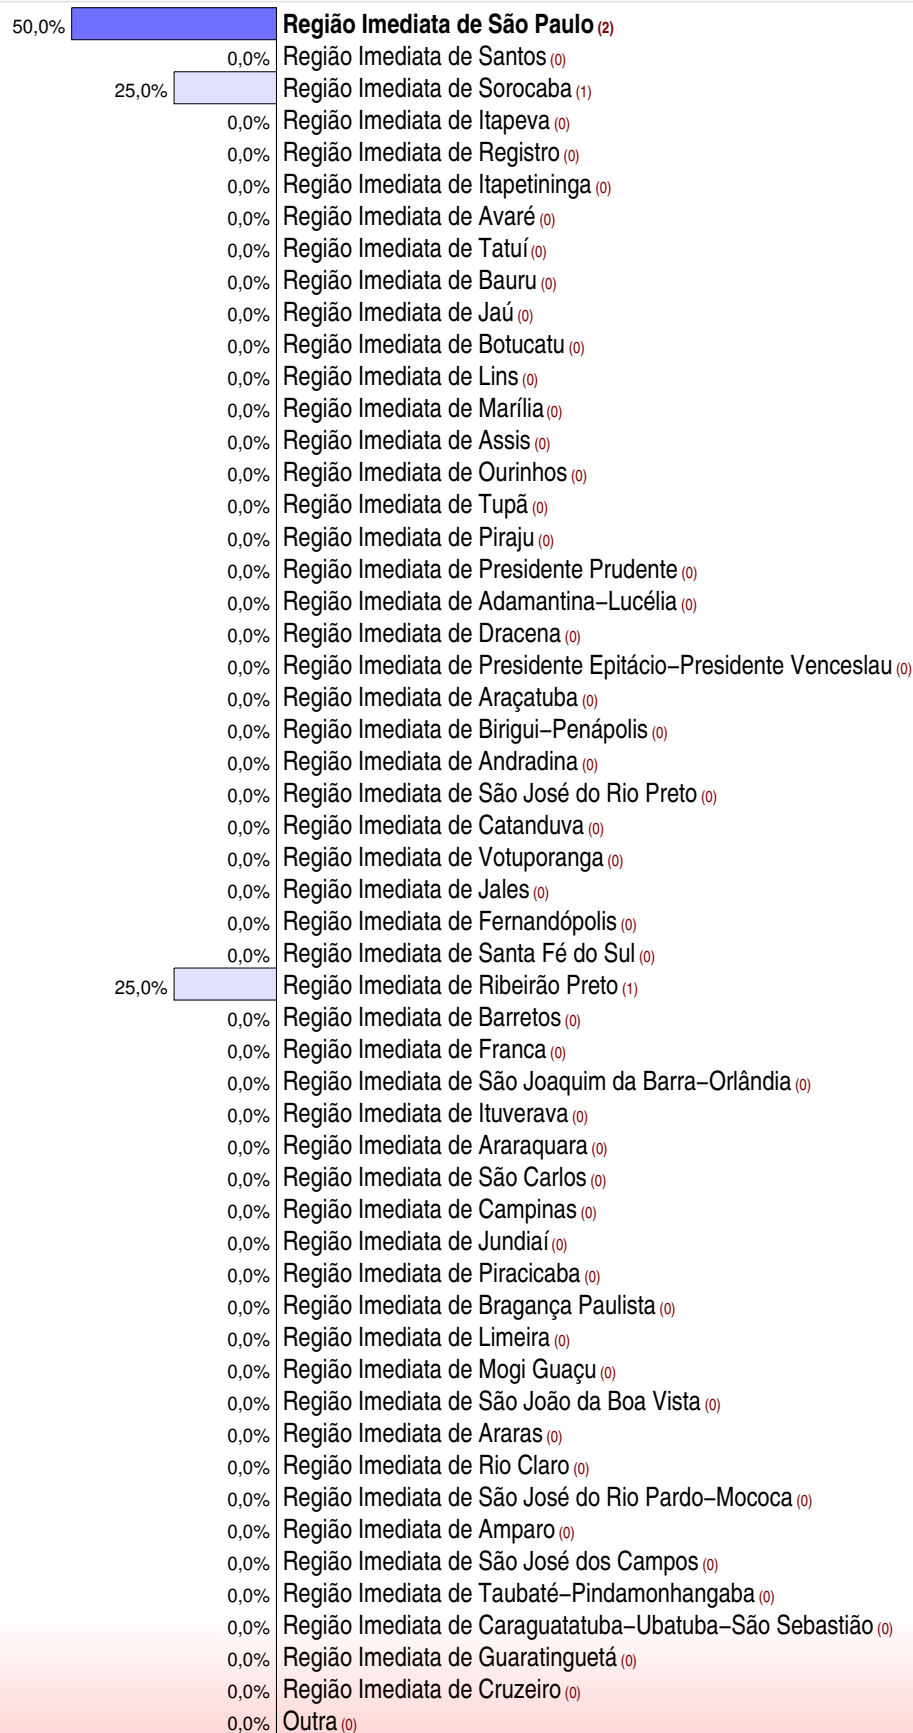 50,0% Região Imediata de São Paulo (2)
0,0% Região Imediata de Santos (0)
25,0% Região Imediata de Sorocaba (1)
0,0% Região Imediata de Itapeva (0)
0,0% Região Imediata de Registro (0)
0,0% Região Imediata de Itapetininga (0)
0,0% Região Imediata de Avaré (0)
0,0% Região Imediata de Tatuí (0)
0,0% Região Imediata de Bauru (0)
0,0% Região Imediata de Jaú (0)
0,0% Região Imediata de Botucatu (0)
0,0% Região Imediata de Lins (0)
0,0% Região Imediata de Marília (0)
0,0% Região Imediata de Assis (0)
0,0% Região Imediata de Ourinhos (0)
0,0% Região Imediata de Tupã (0)
0,0% Região Imediata de Piraju (0)
0,0% Região Imediata de Presidente Prudente (0)
0,0% Região Imediata de Adamantina–Lucélia (0)
0,0% Região Imediata de Dracena (0)
0,0% Região Imediata de Presidente Epitácio–Presidente Venceslau (0)
0,0% Região Imediata de Araçatuba (0)
0,0% Região Imediata de Birigui–Penápolis (0)
0,0% Região Imediata de Andradina (0)
0,0% Região Imediata de São José do Rio Preto (0)
0,0% Região Imediata de Catanduva (0)
0,0% Região Imediata de Votuporanga (0)
0,0% Região Imediata de Jales (0)
0,0% Região Imediata de Fernandópolis (0)
0,0% Região Imediata de Santa Fé do Sul (0)
25,0% Região Imediata de Ribeirão Preto (1)
0,0% Região Imediata de Barretos (0)
0,0% Região Imediata de Franca (0)
0,0% Região Imediata de São Joaquim da Barra–Orlândia (0)
0,0% Região Imediata de Ituverava (0)
0,0% Região Imediata de Araraquara (0)
0,0% Região Imediata de São Carlos (0)
0,0% Região Imediata de Campinas (0)
0,0% Região Imediata de Jundiaí (0)
0,0% Região Imediata de Piracicaba (0)
0,0% Região Imediata de Bragança Paulista (0)
0,0% Região Imediata de Limeira (0)
0,0% Região Imediata de Mogi Guaçu (0)
0,0% Região Imediata de São João da Boa Vista (0)
0,0% Região Imediata de Araras (0)
0,0% Região Imediata de Rio Claro (0)
0,0% Região Imediata de São José do Rio Pardo–Mococa (0)
0,0% Região Imediata de Amparo (0)
0,0% Região Imediata de São José dos Campos (0)
0,0% Região Imediata de Taubaté–Pindamonhangaba (0)
0,0% Região Imediata de Caraguatatuba–Ubatuba–São Sebastião (0)
0,0% Região Imediata de Guaratinguetá (0)
0,0% Região Imediata de Cruzeiro (0)
0,0% Outra (0)